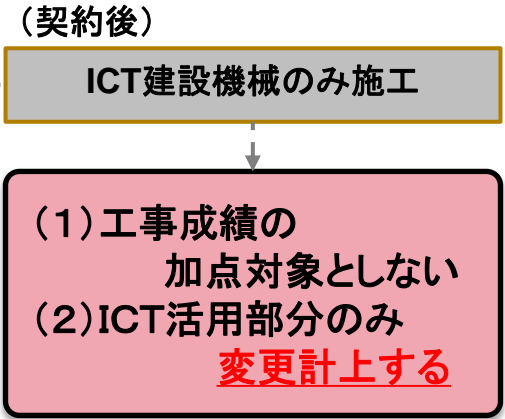 （契約後）
ICT建設機械のみ施工
（１）工事成績の
加点対象としない
（２）ＩＣＴ活用部分のみ
変更計上する